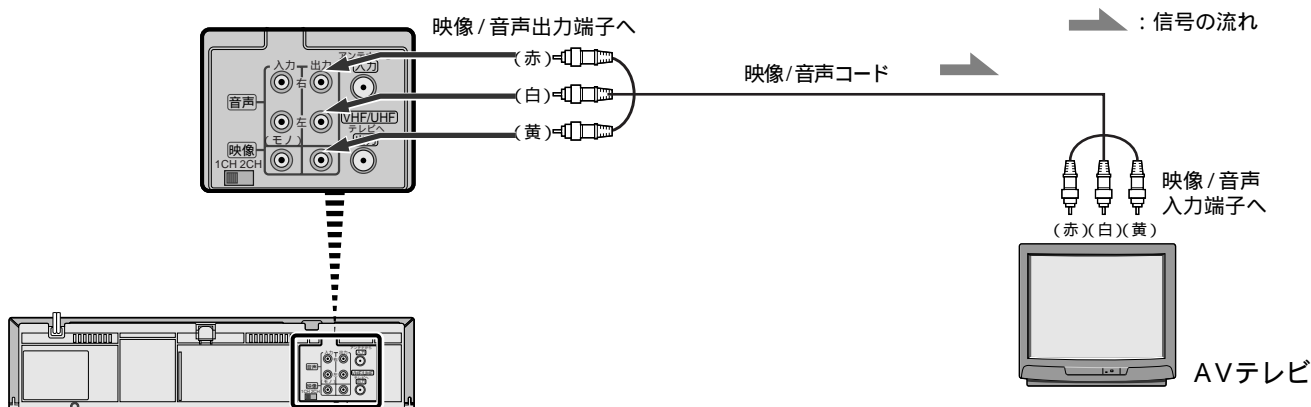 映像/音声出力端子へ
：信号の流れ
アンテナ
入力 出力 入力
(赤)
映像/音声コード
右
音声
(白)
左
VHF/UHF
テレビへ
(モノ)
(黄)
映像
1CH 2CH
映像/音声
入力端子へ
(赤)(白)(黄)
AVテレビ